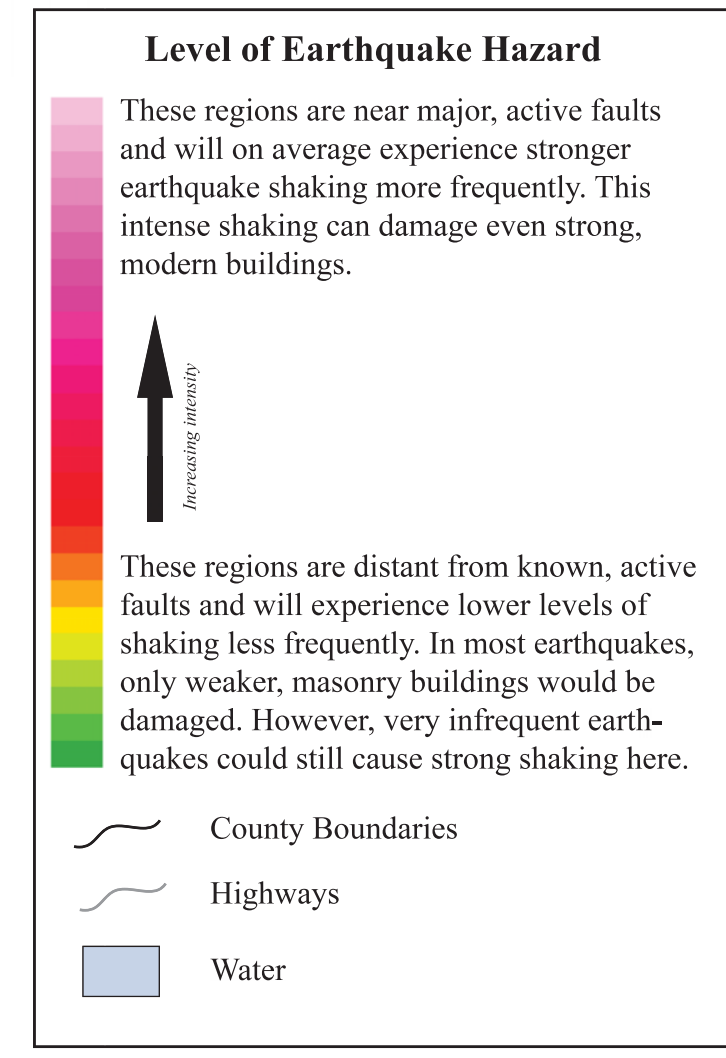 Level of Earthquake Hazard
These regions are near major, active faults
and will on average experience stronger
earthquake shaking more frequently. This
intense shaking can damage even strong,
modern buildings.
Increasing intensity
These regions are distant from known, active
faults and will experience lower levels of
shaking less frequently. In most earthquakes,
only weaker, masonry buildings would be
damaged. However, very infrequent earth-
quakes could still cause strong shaking here.
County Boundaries
Highways
Water